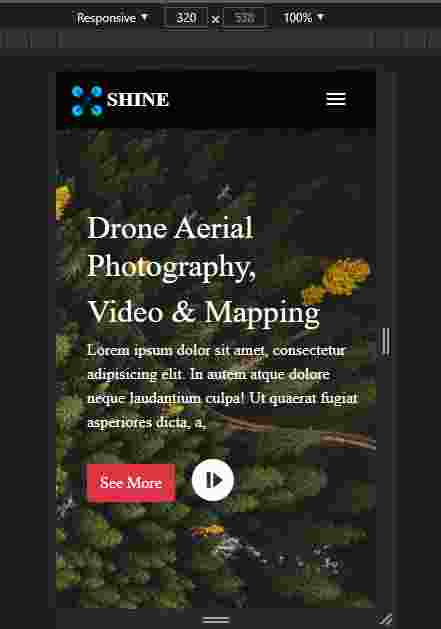 Responsive 320 x 538 100%
SHINE
Drone Aerial
Photography,
Video & Mapping
Lorem ipsum dolor sit amet, consectetur
adipisicing elit. In autem atque dolore
neque laudantium culpa! Ut quaerat fugiat
asperiores dicta, a,
See More